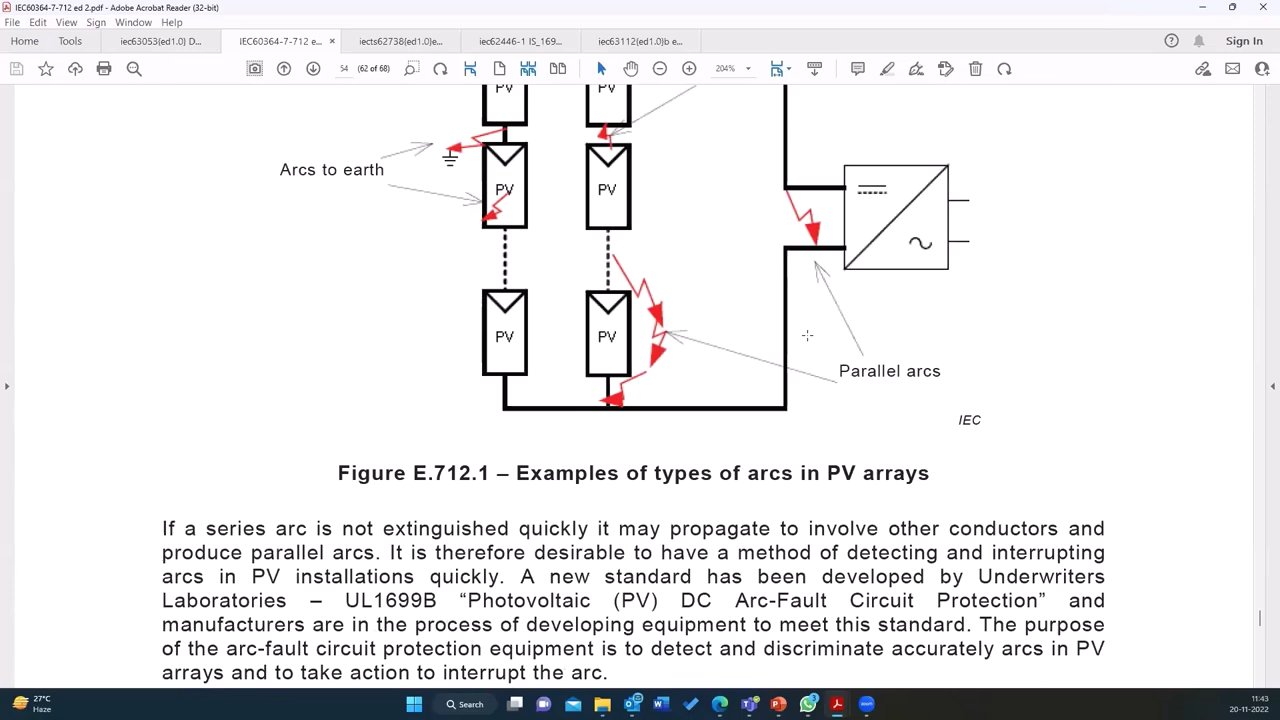 IEC60364-7-712 ed 2.pdf - Adobe Acrobat Reader (32-bit)
File Edit View Sign Window Help
Home Tools iec63053(ed1.0) D... IEC60364-7-712 e... × iects62738(ed1.0)e... iec62446-1 IS_169... iec63112(ed1.0)b e... Sign In
54 (62 of 68) 204%
PV PV
Arcs to earth
PV PV
PV PV
Parallel arcs
IEC
Figure E.712.1 – Examples of types of arcs in PV arrays
If a series arc is not extinguished quickly it may propagate to involve other conductors and
produce parallel arcs. It is therefore desirable to have a method of detecting and interrupting
arcs in PV installations quickly. A new standard has been developed by Underwriters
Laboratories – UL1699B “Photovoltaic (PV) DC Arc-Fault Circuit Protection” and
manufacturers are in the process of developing equipment to meet this standard. The purpose
of the arc-fault circuit protection equipment is to detect and discriminate accurately arcs in PV
arrays and to take action to interrupt the arc.
27°C
Haze
Search
3
11:43
20-11-2022